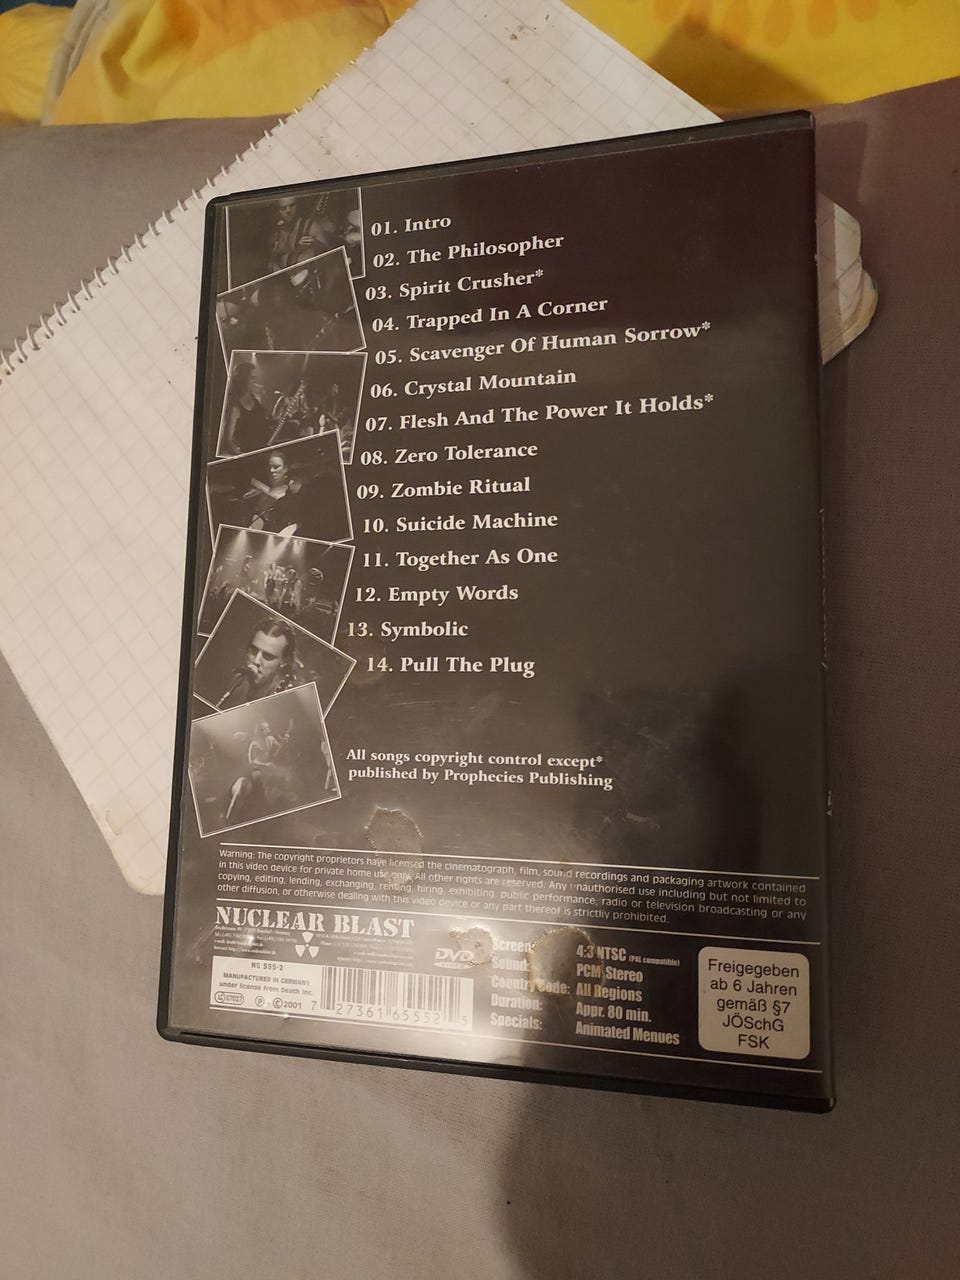 01. Intro
02. The Philosopher
03. Spirit Crusher*
04. Trapped In A Corner
05. Scavenger Of Human Sorrow*
06. Crystal Mountain
07. Flesh And The Power It Holds*
08. Zero Tolerance
09. Zombie Ritual
10. Suicide Machine
11. Together As One
12. Empty Words
13. Symbolic
14. Pull The Plug
All songs copyright control except*
published by Prophecies Publishing
Warning: The copyright proprietors have licensed the cinematograph, film, sound recordings and packaging artwork contained
in this video device for private home use only. All other rights are reserved. Any unauthorised use including but not limited to
copying, editing, lending, exchanging, renting, hiring, exhibiting, public performance, radio or television broadcasting or any
other diffusion, or otherwise dealing with this video device or any part thereof is strictly prohibited.
NUCLEAR BLAST
NB 555-2
MANUFACTURED IN GERMANY
under license from Death Inc.
LC 07027 P C 2001
7 27361 65552 5
DVD
VIDEO
Screen 4:3 NTSC (PAL compatible)
Sound: PCM Stereo
Country Code: All Regions
Duration: Appr. 80 min.
Specials: Animated Menues
Freigegeben
ab 6 Jahren
gemäß §7
JÖSchG
FSK